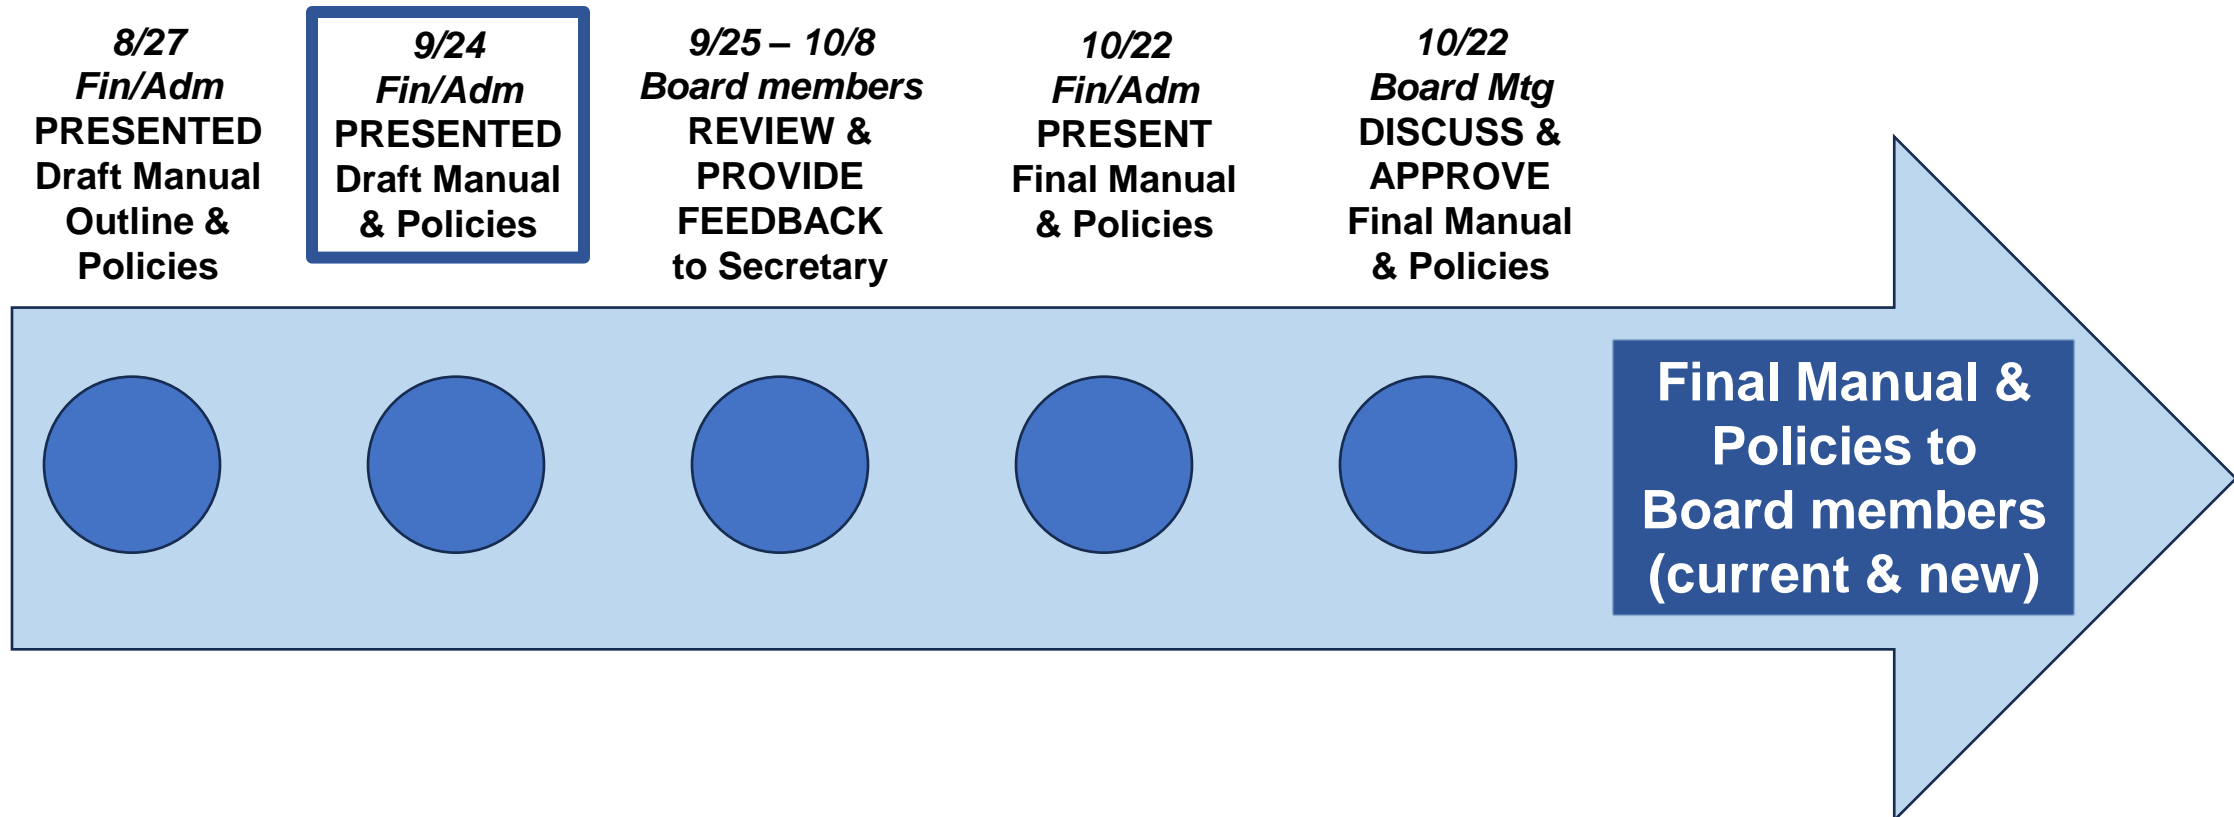 8/27
Fin/Adm
PRESENTED
Draft Manual
Outline &
Policies
9/24
Fin/Adm
PRESENTED
Draft Manual
& Policies
9/25 – 10/8
Board members
REVIEW &
PROVIDE
FEEDBACK
to Secretary
10/22
Fin/Adm
PRESENT
Final Manual
& Policies
10/22
Board Mtg
DISCUSS &
APPROVE
Final Manual
& Policies
Final Manual &
Policies to
Board members
(current & new)